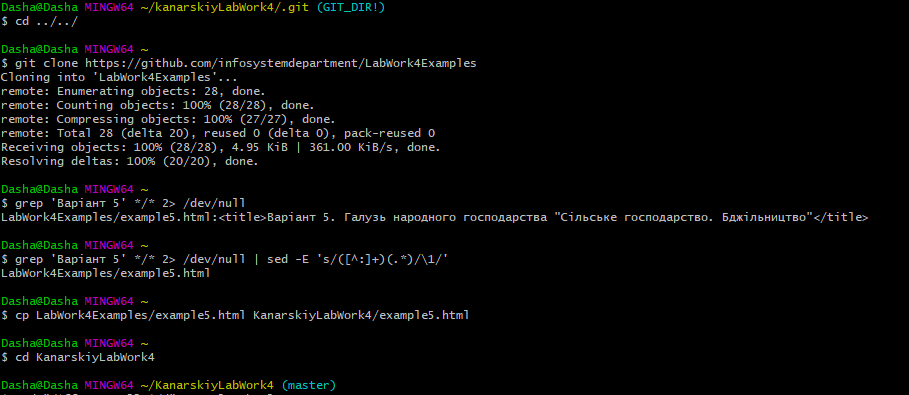 Dasha@Dasha MINGW64 ~/kanarskiyLabWork4/.git (GIT_DIR!)
$ cd ../../
Dasha@Dasha MINGW64 ~
$ git clone https://github.com/infosystemdepartment/LabWork4Examples
Cloning into 'LabWork4Examples'...
remote: Enumerating objects: 28, done.
remote: Counting objects: 100% (28/28), done.
remote: Compressing objects: 100% (27/27), done.
remote: Total 28 (delta 20), reused 0 (delta 0), pack-reused 0
Receiving objects: 100% (28/28), 4.95 KiB | 361.00 KiB/s, done.
Resolving deltas: 100% (20/20), done.
Dasha@Dasha MINGW64 ~
$ grep 'Варіант 5' */* 2> /dev/null
LabWork4Examples/example5.html:<title>Варіант 5. Галузь народного господарства "Сільське господарство. Бджільництво"</title>
Dasha@Dasha MINGW64 ~
$ grep 'Варіант 5' */* 2> /dev/null | sed -E 's/([^:]+)(.*)/\1/'
LabWork4Examples/example5.html
Dasha@Dasha MINGW64 ~
$ cp LabWork4Examples/example5.html KanarskiyLabWork4/example5.html
Dasha@Dasha MINGW64 ~
$ cd KanarskiyLabWork4
Dasha@Dasha MINGW64 ~/KanarskiyLabWork4 (master)